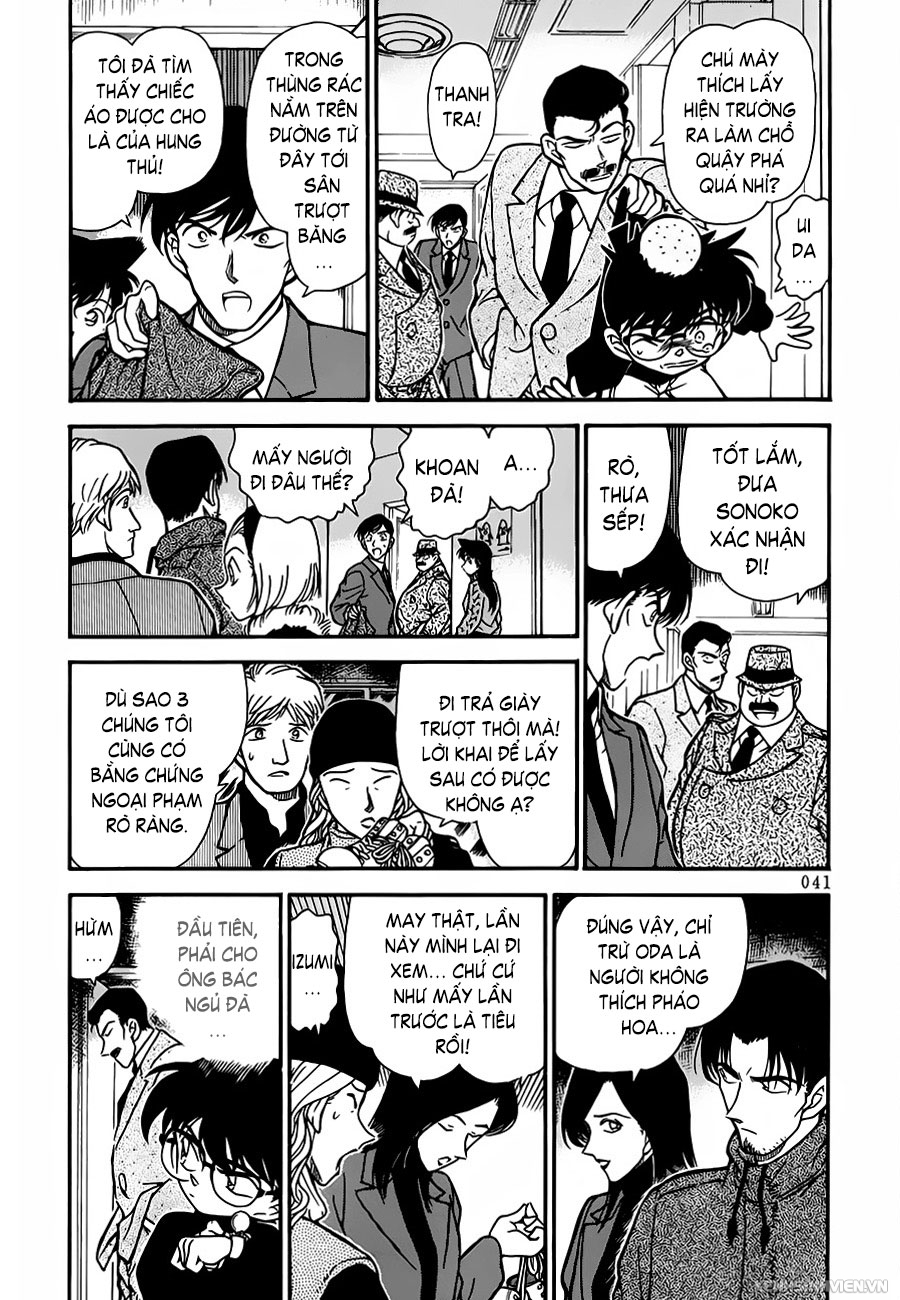 CHÚ MÀY
THÍCH LẤY
HIỆN TRƯỜNG
RA LÀM CHỖ
QUẬY PHÁ
QUÁ NHỈ?
UI
DA
...
THANH
TRA!
TRONG
THÙNG RÁC
NẰM TRÊN
ĐƯỜNG TỪ
ĐÂY TỚI
SÂN
TRƯỢT
BĂNG
...
TÔI ĐÃ TÌM
THẤY CHIẾC
ÁO ĐƯỢC CHO
LÀ CỦA HUNG
THỦ!
TỐT LẮM,
ĐƯA
SONOKO
XÁC NHẬN
ĐI!
RÕ,
THƯA
SẾP!
A...
KHOAN
ĐÃ!
MẤY NGƯỜI
ĐI ĐÂU THẾ?
ĐI TRẢ GIÀY
TRƯỢT THÔI MÀ!
LỜI KHAI ĐỂ LẤY
SAU CÓ ĐƯỢC
KHÔNG Ạ?
DÙ SAO 3
CHÚNG TÔI
CŨNG CÓ
BẰNG CHỨNG
NGOẠI PHẠM
RÕ RÀNG.
041
ĐÚNG VẬY, CHỈ
TRỪ ODA LÀ
NGƯỜI KHÔNG
THÍCH PHÁO
HOA...
MAY THẬT, LẦN
NÀY MÌNH LẠI ĐI
XEM... CHỨ CỨ
NHƯ MẤY LẦN
TRƯỚC LÀ TIÊU
RỒI!
IZUMI
...
ĐẦU TIÊN,
PHẢI CHO
ÔNG BÁC
NGỦ ĐÃ
...
HỪM
...